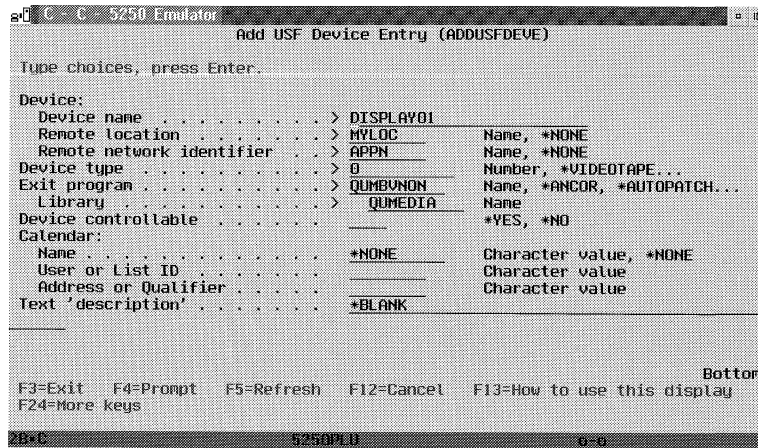 C - C - 5250 Emulator
Add USF Device Entry (ADDUSFDEVE)
Type choices, press Enter.
Device:
Device name . . . . . . . . . > DISPLAY01
Remote location . . . . . . . > MYLOC Name, *NONE
Remote network identifier . . > APPN Name, *NONE
Device type . . . . . . . . . . > 0 Number, *VIDEOTAPE...
Exit program . . . . . . . . . . > QUMBVNON Name, *ANCOR, *AUTOPATCH...
Library . . . . . . . . . . . > QUMEDIA Name
Device controllable . . . . . . *YES, *NO
Calendar:
Name . . . . . . . . . . . . . *NONE Character value, *NONE
User or List ID . . . . . . . Character value
Address or Qualifier . . . . . Character value
Text 'description' . . . . . . . *BLANK
Bottom
F3=Exit F4=Prompt F5=Refresh F12=Cancel F13=How to use this display
F24=More keys
5250PLU